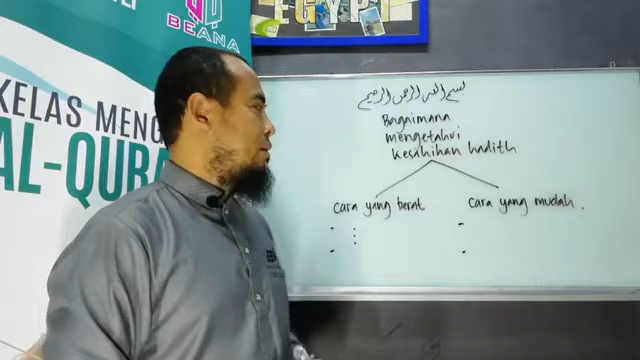 BEANA
EGYPT
KELAS MENG
AL-QURA
بسم الله الرحمن الرحيم
Bagaimana
mengetahui
kesahihan hadith
cara yang berat
cara yang mudah.